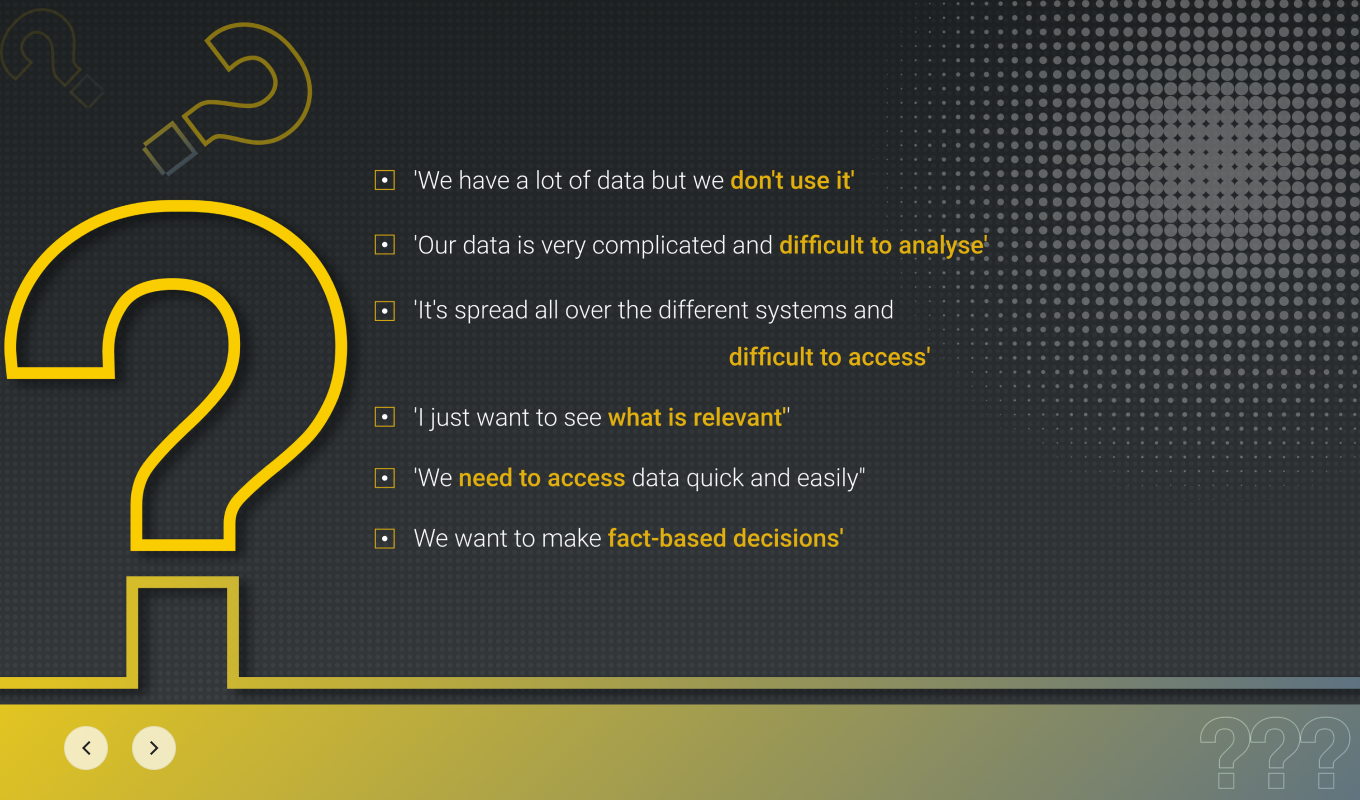 'We have a lot of data but we don't use it'
'Our data is very complicated and difficult to analyse'
'It's spread all over the different systems and
difficult to access'
'I just want to see what is relevant''
'We need to access data quick and easily"
We want to make fact-based decisions'
???